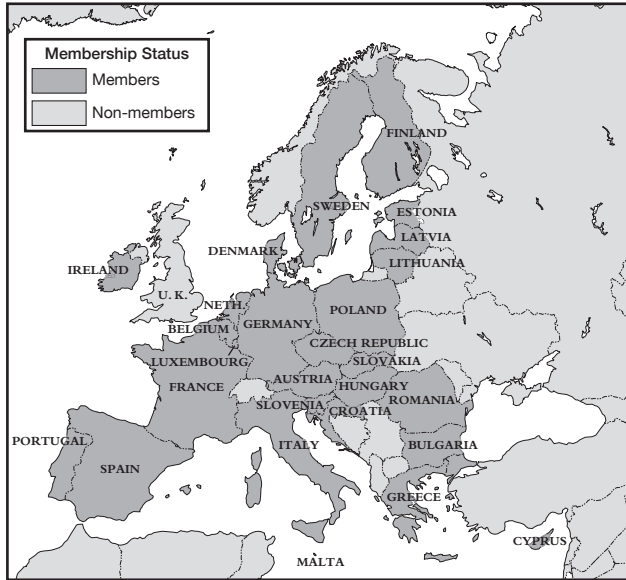 Membership Status
Members
Non-members
FINLAND
SWEDEN
ESTONIA
LATVIA
DENMARK
LITHUANIA
IRELAND
U. K.
NETH.
POLAND
GERMANY
BELGIUM
CZECH REPUBLIC
SLOVAKIA
LUXEMBOURG
AUSTRIA
FRANCE
HUNGARY
ROMANIA
SLOVENIA
CROATIA
PORTUGAL
ITALY
BULGARIA
SPAIN
GREECE
CYPRUS
MALTA